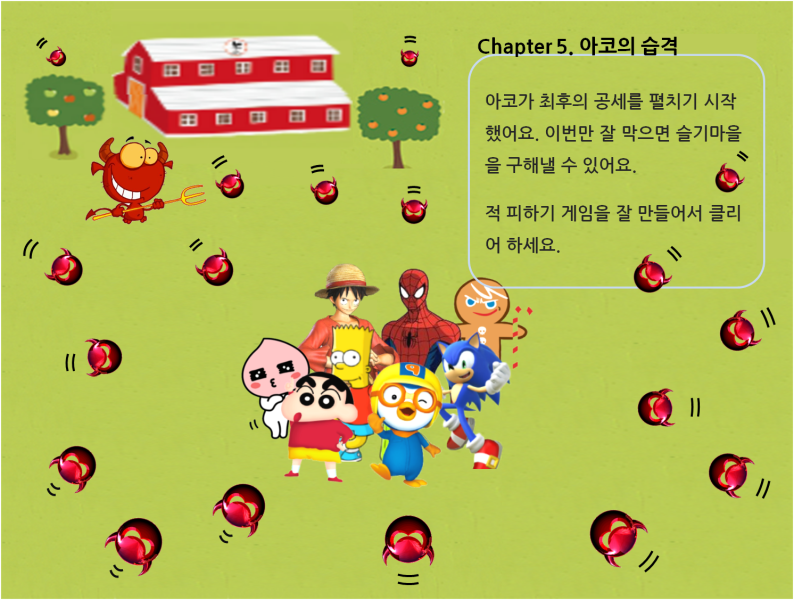 Chapter 5. 아코의 습격
아코가 최후의 공세를 펼치기 시작
했어요. 이번만 잘 막으면 슬기마을
을 구해낼 수 있어요.
적 피하기 게임을 잘 만들어서 클리
어 하세요.